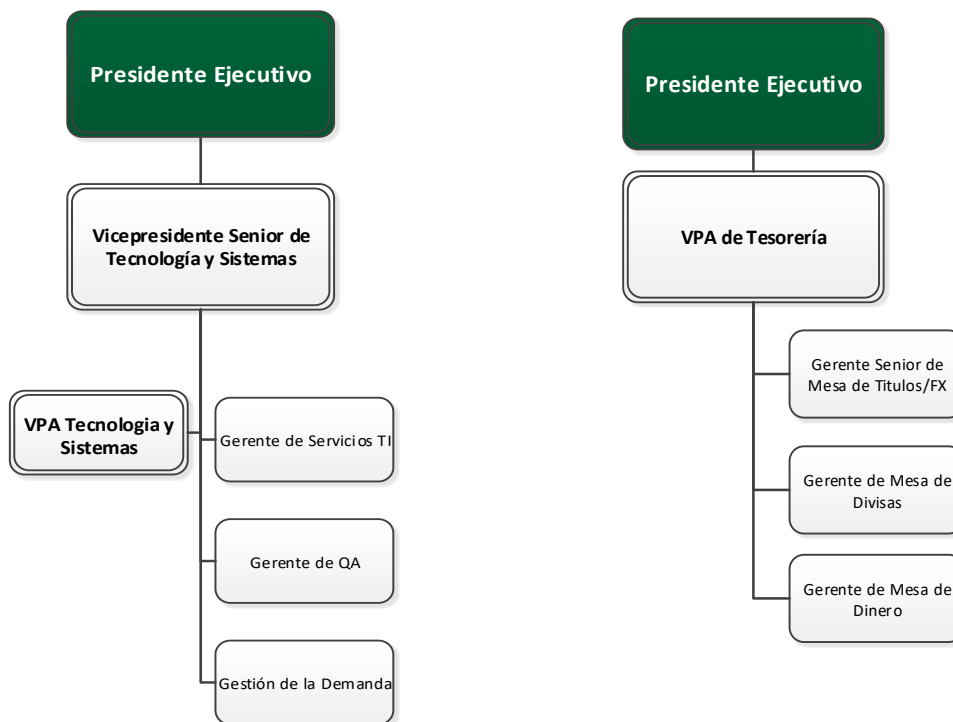 Presidente Ejecutivo
Vicepresidente Senior de
Tecnología y Sistemas
VPA Tecnologia y
Sistemas
Gerente de Servicios TI
Gerente de QA
Gestión de la Demanda
Presidente Ejecutivo
VPA de Tesorería
Gerente Senior de
Mesa de Titulos/FX
Gerente de Mesa de
Divisas
Gerente de Mesa de
Dinero